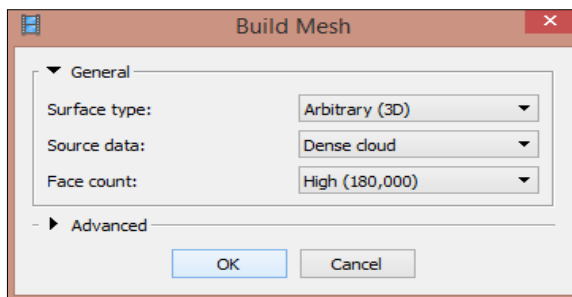 Build Mesh
General
Surface type: Arbitrary (3D)
Source data: Dense cloud
Face count: High (180,000)
Advanced
OK Cancel